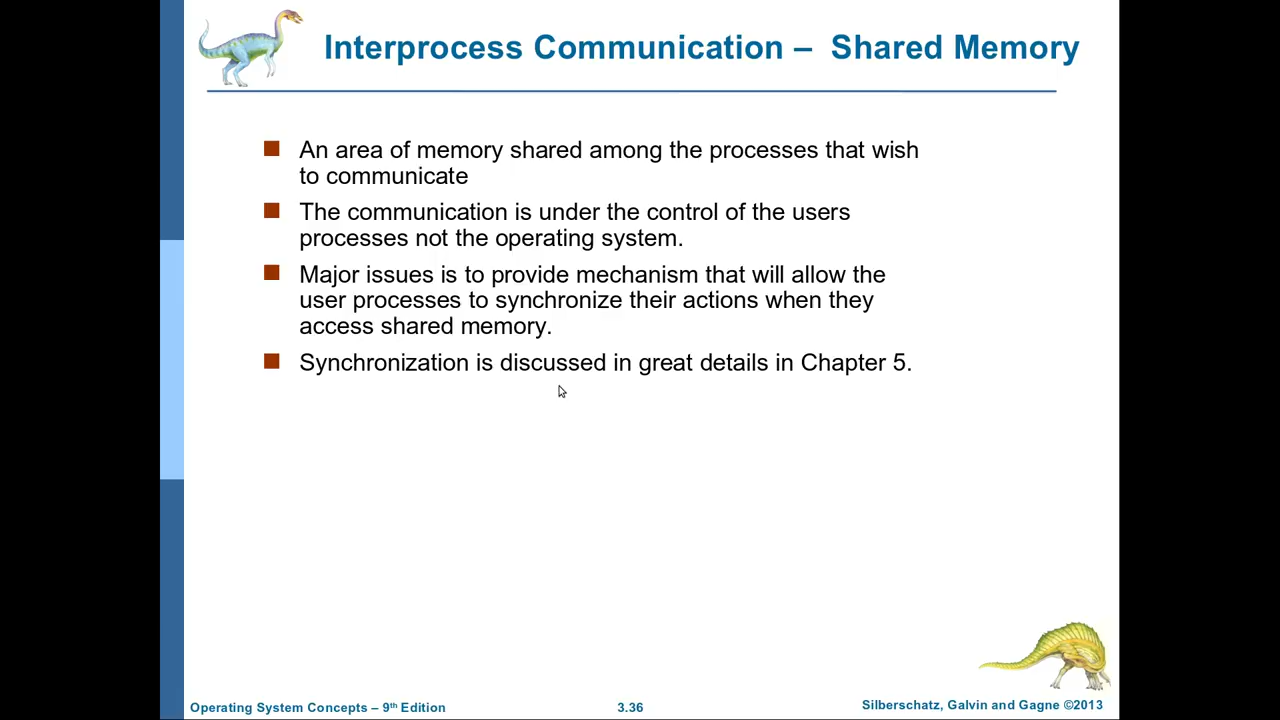 Interprocess Communication – Shared Memory
An area of memory shared among the processes that wish
to communicate
The communication is under the control of the users
processes not the operating system.
Major issues is to provide mechanism that will allow the
user processes to synchronize their actions when they
access shared memory.
Synchronization is discussed in great details in Chapter 5.
Operating System Concepts – 9th Edition
3.36
Silberschatz, Galvin and Gagne ©2013